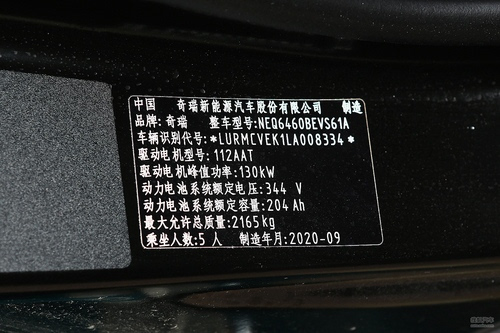 中国 奇瑞新能源汽车股份有限公司 制造
品牌:奇瑞 整车型号:NEQ6460BEVS61A
车辆识别代号:*LURMCVEK1LA008334*
驱动电机型号:112AAT
驱动电机峰值功率:130kW
动力电池系统额定电压:344 V
动力电池系统额定容量:204 Ah
最大允许总质量:2165kg
乘坐人数:5 人 制造年月:2020-09